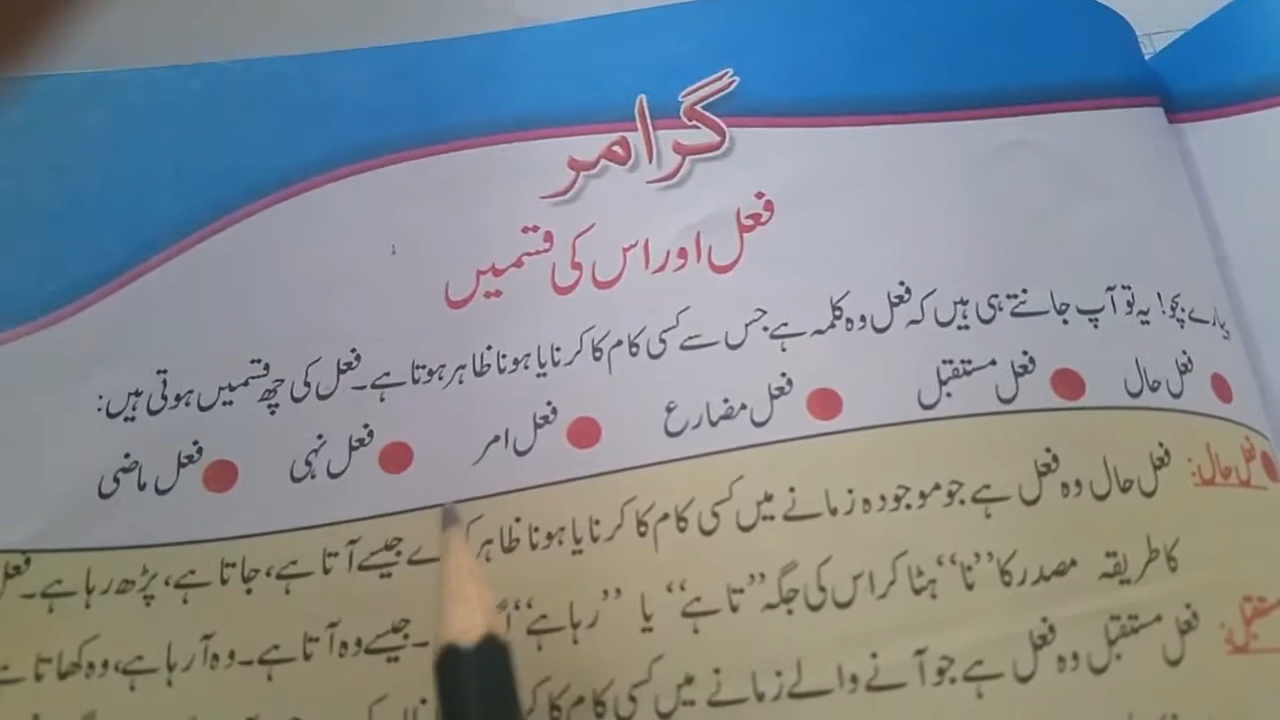 گرامر
فعل اور اس کی قسمیں
پیارے بچو! یہ تو آپ جانتے ہی ہیں کہ فعل وہ کلمہ ہے جس سے کسی کام کا کرنا یا ہونا ظاہر ہوتا ہے۔ فعل کی چھ قسمیں ہوتی ہیں:
فعل حال فعل مستقبل فعل مضارع فعل امر فعل نہی فعل ماضی
فعل حال: فعل حال وہ فعل ہے جو موجودہ زمانے میں کسی کام کا کرنا یا ہونا ظاہر جیسے آتا ہے، جاتا ہے، پڑھ رہا ہے۔ فعل
کا طریقہ مصدر کا ”نا“ ہٹا کر اس کی جگہ ”تا ہے“ یا ”رہا ہے“ ۔ جیسے وہ آتا ہے۔ وہ آ رہا ہے، وہ کھاتا
مستقبل: فعل مستقبل وہ فعل ہے جو آنے والے زمانے میں کسی کام کا